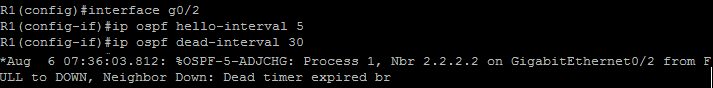 R1(config)#interface g0/2
R1(config-if)#ip ospf hello-interval 5
R1(config-if)#ip ospf dead-interval 30
*Aug  6 07:36:03.812: %OSPF-5-ADJCHG: Process 1, Nbr 2.2.2.2 on GigabitEthernet0/2 from F
ULL to DOWN, Neighbor Down: Dead timer expired br